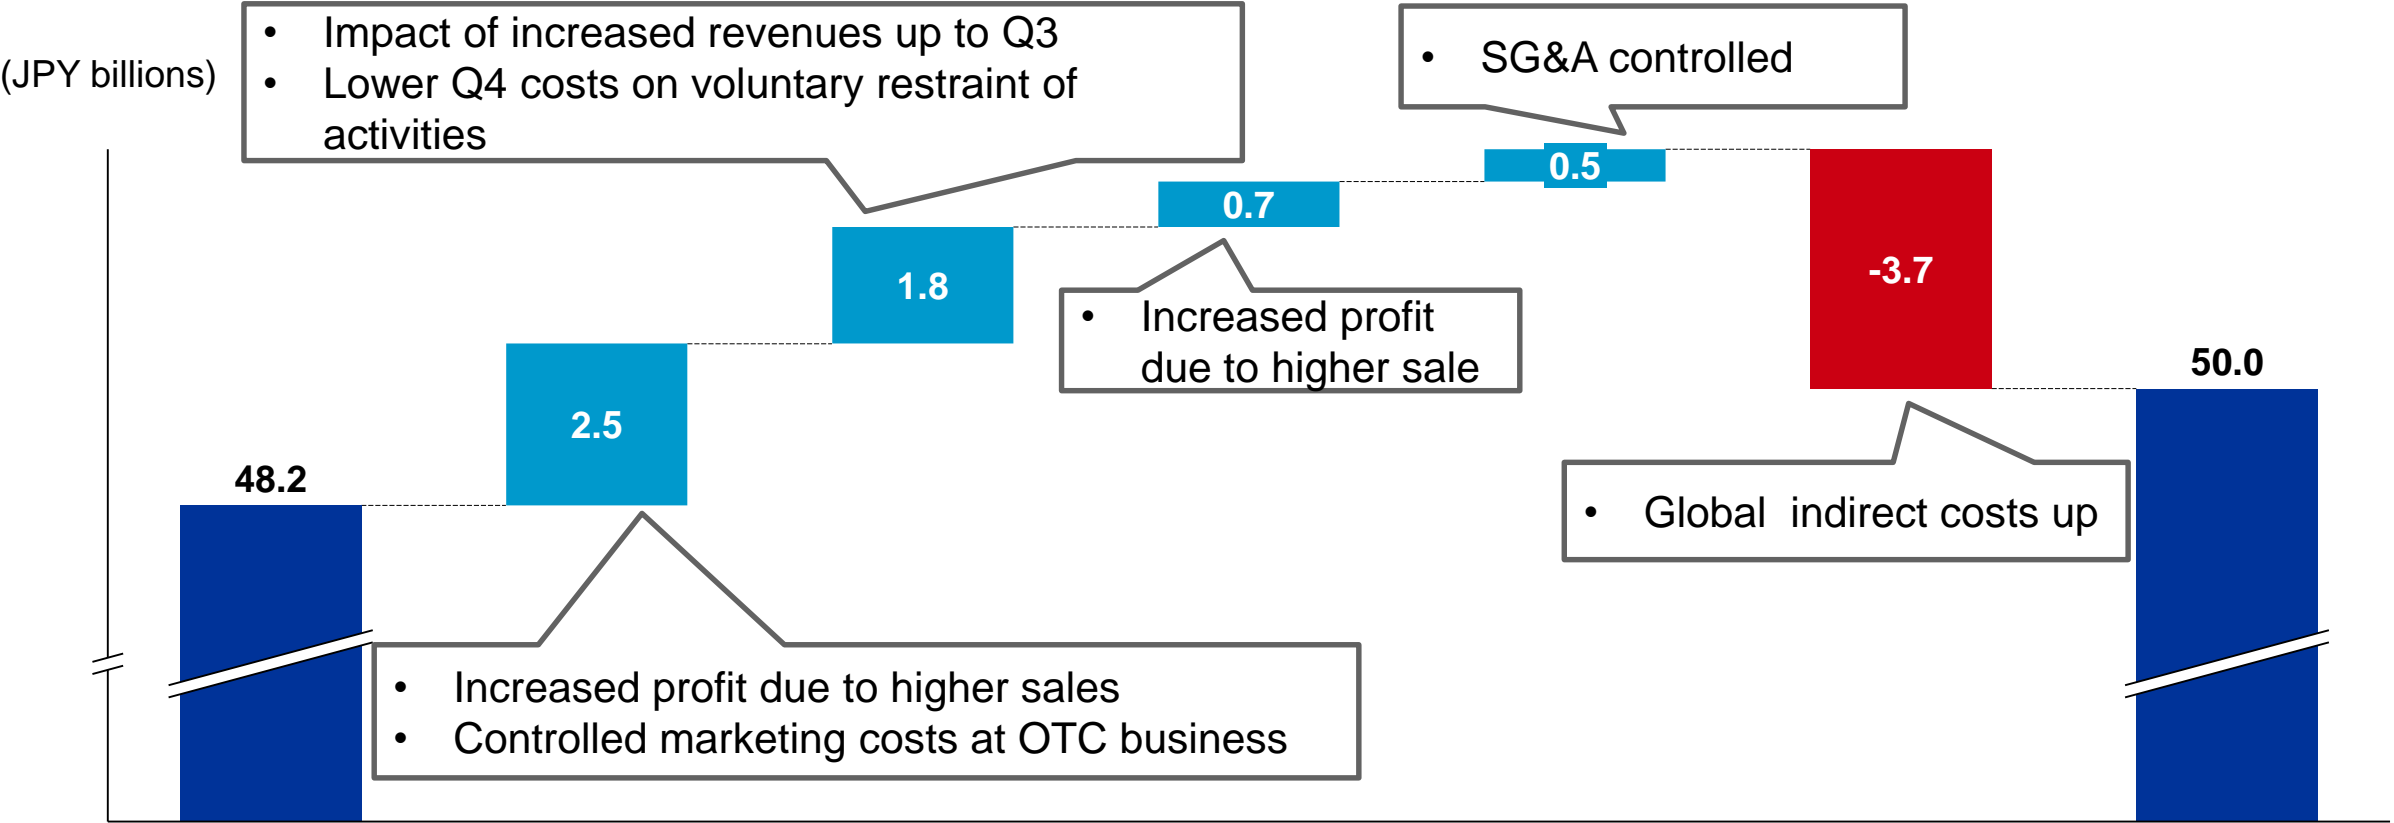 (JPY billions)
• Impact of increased revenues up to Q3
• Lower Q4 costs on voluntary restraint of
activities
• SG&A controlled
0.5
0.7
1.8
-3.7
• Increased profit
due to higher sale
50.0
2.5
48.2
• Global  indirect costs up
• Increased profit due to higher sales
• Controlled marketing costs at OTC business